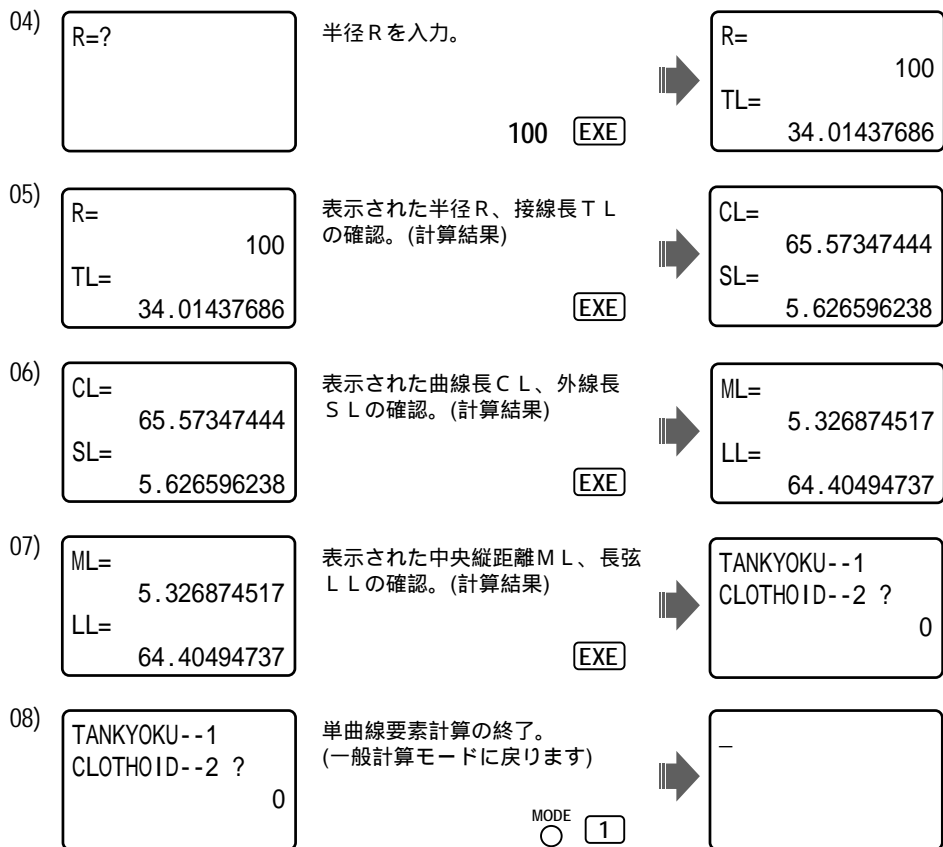 04)
R=?
半径Rを入力。
100 EXE
R=
100
TL=
34.01437686
05)
R=
100
TL=
34.01437686
表示された半径R、接線長TL
の確認。(計算結果)
EXE
CL=
65.57347444
SL=
5.626596238
06)
CL=
65.57347444
SL=
5.626596238
表示された曲線長CL、外線長
SLの確認。(計算結果)
EXE
ML=
5.326874517
LL=
64.40494737
07)
ML=
5.326874517
LL=
64.40494737
表示された中央縦距離ML、長弦
LLの確認。(計算結果)
EXE
TANKYOKU--1
CLOTHOID--2 ?
0
08)
TANKYOKU--1
CLOTHOID--2 ?
0
単曲線要素計算の終了。
(一般計算モードに戻ります)
MODE
1
_